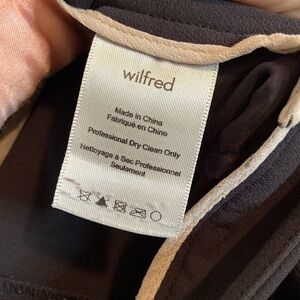 wilfred
Made in China
Fabriqué en Chine
Professional Dry Clean Only
Nettoyage à Sec Professionnel
Seulement